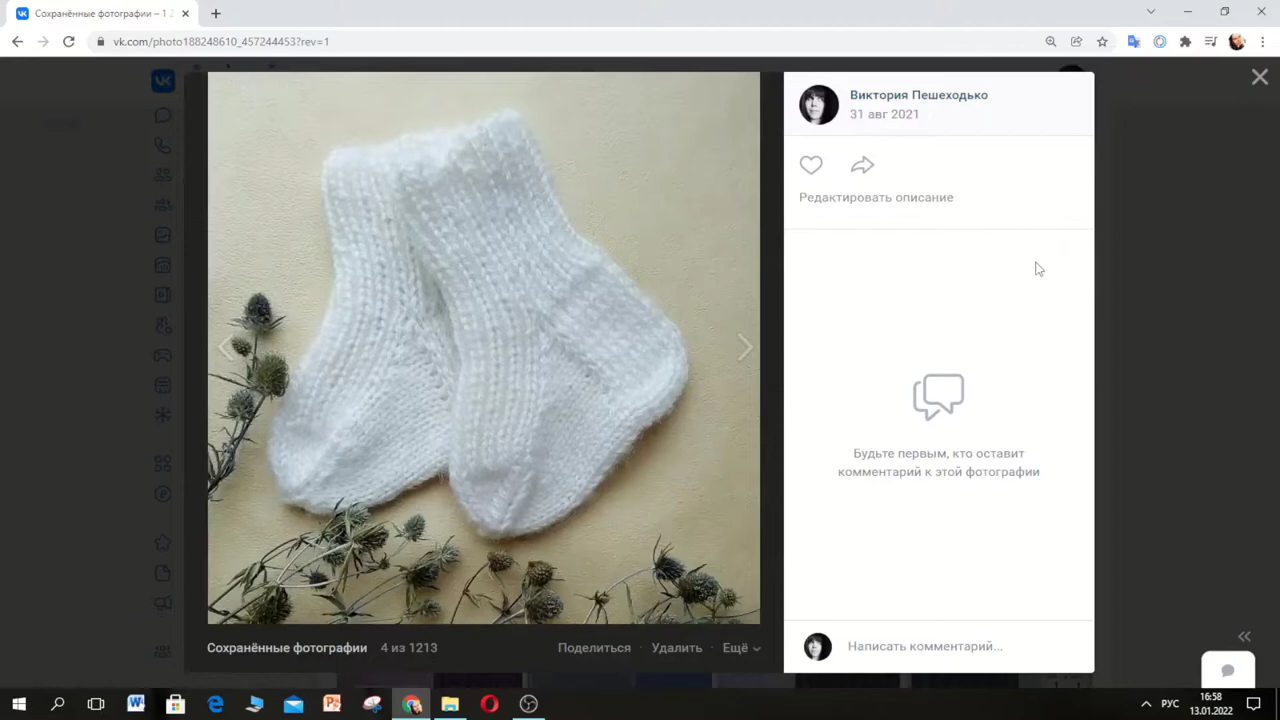 Сохранённые фотографии – 1 2
vk.com/photo188248610_457244453?rev=1
Виктория Пешеходько
31 авг 2021
Редактировать описание
Будьте первым, кто оставит
комментарий к этой фотографии
Сохранённые фотографии 4 из 1213 Поделиться · Удалить · Ещё
Написать комментарий...
РУС
16:58
13.01.2022